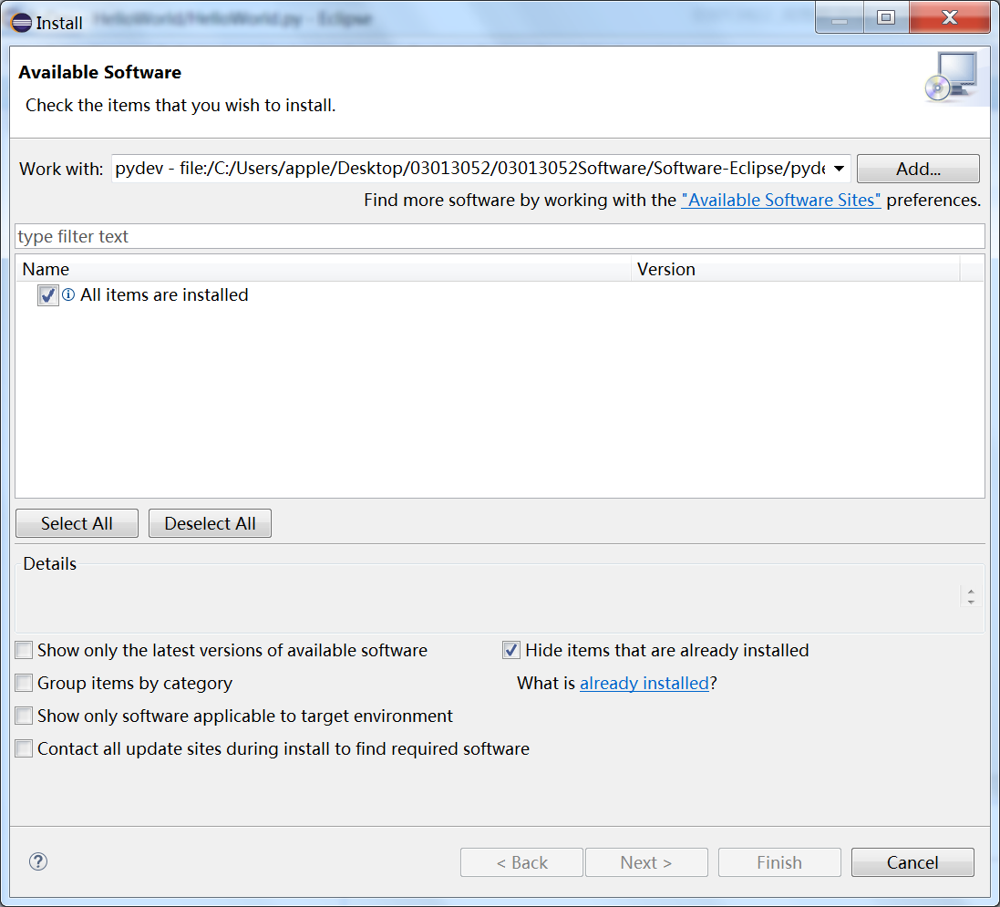 Install HelloWorld/HelloWorld.py - Eclipse
Available Software
Check the items that you wish to install.
Work with: pydev - file:/C:/Users/apple/Desktop/03013052/03013052Software/Software-Eclipse/pyde Add...
Find more software by working with the "Available Software Sites" preferences.
type filter text
Name Version
All items are installed
Select All Deselect All
Details
Show only the latest versions of available software Hide items that are already installed
Group items by category What is already installed?
Show only software applicable to target environment
Contact all update sites during install to find required software
< Back Next > Finish Cancel